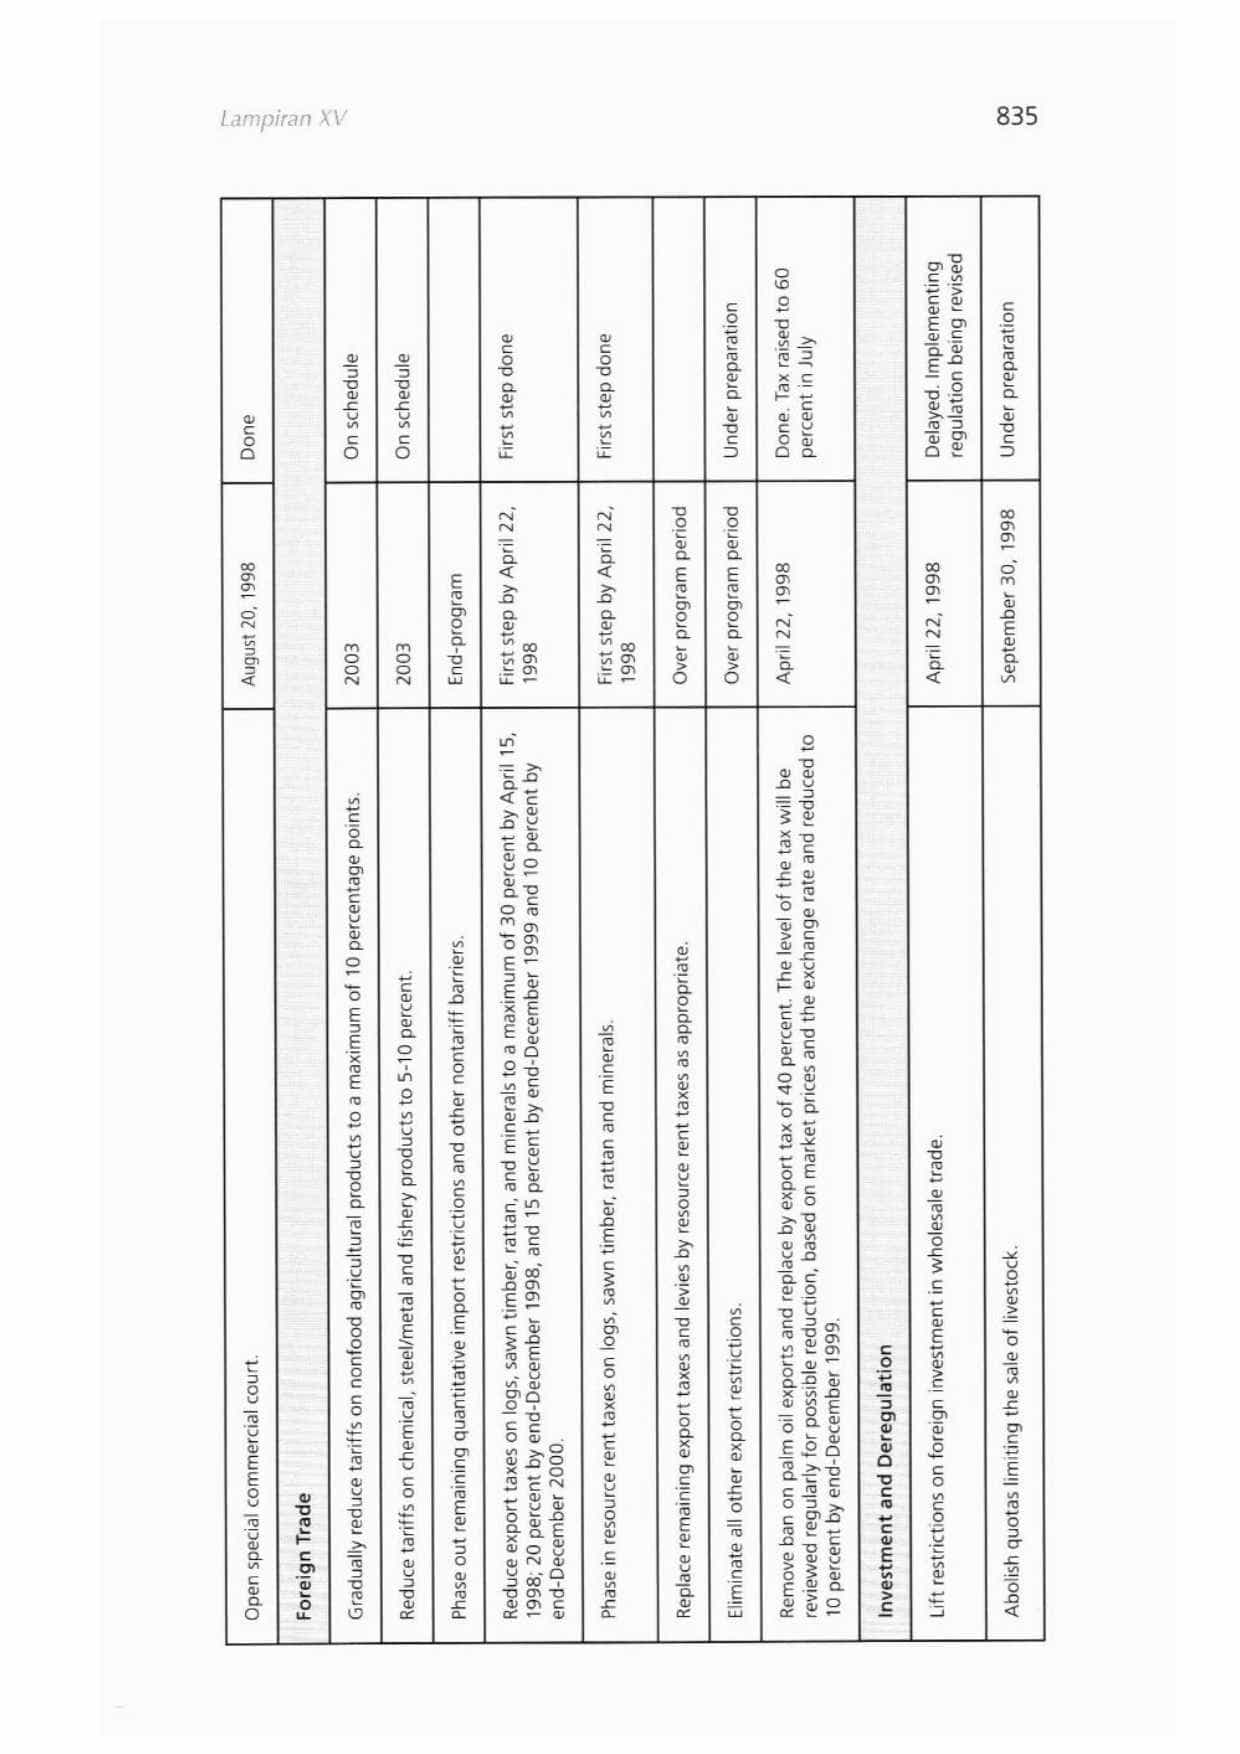 Lampiran XV
835
Open special commercial court.
August 20, 1998
Done
Foreign Trade
Gradually reduce tariffs on nonfood agricultural products to a maximum of 10 percentage points.
2003
On schedule
Reduce tariffs on chemical, steel/metal and fishery products to 5-10 percent.
2003
On schedule
Phase out remaining quantitative import restrictions and other nontariff barriers.
End-program
Reduce export taxes on logs, sawn timber, rattan, and minerals to a maximum of 30 percent by April 15,
1998; 20 percent by end-December 1998, and 15 percent by end-December 1999 and 10 percent by
end-December 2000.
First step by April 22,
1998
First step done
Phase in resource rent taxes on logs, sawn timber, rattan and minerals.
First step by April 22,
1998
First step done
Replace remaining export taxes and levies by resource rent taxes as appropriate.
Over program period
Eliminate all other export restrictions.
Over program period
Under preparation
Remove ban on palm oil exports and replace by export tax of 40 percent. The level of the tax will be
reviewed regularly for possible reduction, based on market prices and the exchange rate and reduced to
10 percent by end-December 1999.
April 22, 1998
Done. Tax raised to 60
percent in July
Investment and Deregulation
Lift restrictions on foreign investment in wholesale trade.
April 22, 1998
Delayed. Implementing
regulation being revised
Abolish quotas limiting the sale of livestock.
September 30, 1998
Under preparation